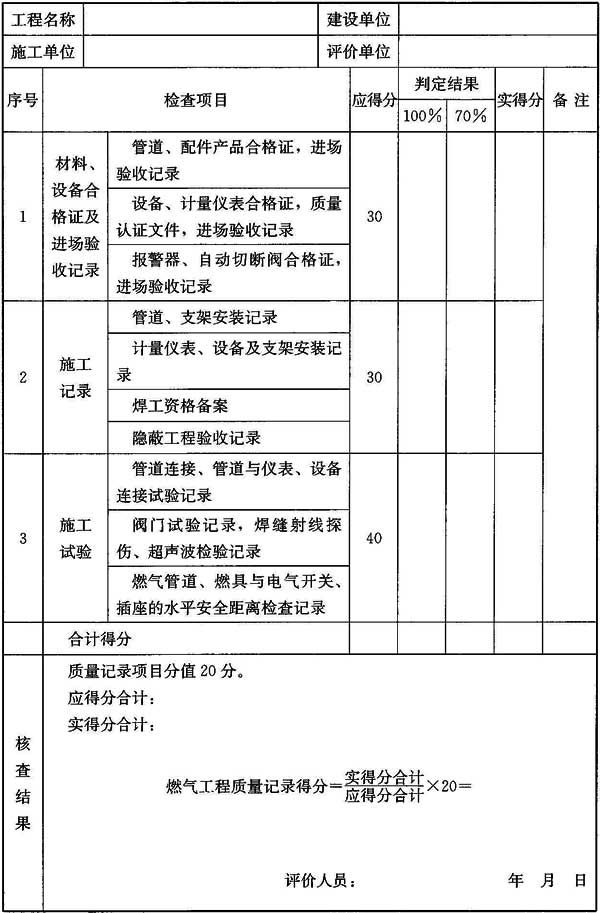 工程名称 建设单位
施工单位 评价单位
序号 检查项目 应得分 判定结果 实得分 备注
100% 70%
1 材料、设备合格证及进场验收记录 30
管道、配件产品合格证，进场
验收记录
设备、计量仪表合格证，质量
认证文件，进场验收记录
报警器、自动切断阀合格证，
进场验收记录
2 施工记录 30
管道、支架安装记录
计量仪表、设备及支架安装记
录
焊工资格备案
隐蔽工程验收记录
3 施工试验 40
管道连接、管道与仪表、设备
连接试验记录
阀门试验记录，焊缝射线探
伤、超声波检验记录
燃气管道、燃具与电气开关、
插座的水平安全距离检查记录
合计得分
核查结果
质量记录项目分值20分。
应得分合计：
实得分合计：
燃气工程质量记录得分＝实得分合计/应得分合计×20＝
评价人员： 年 月 日